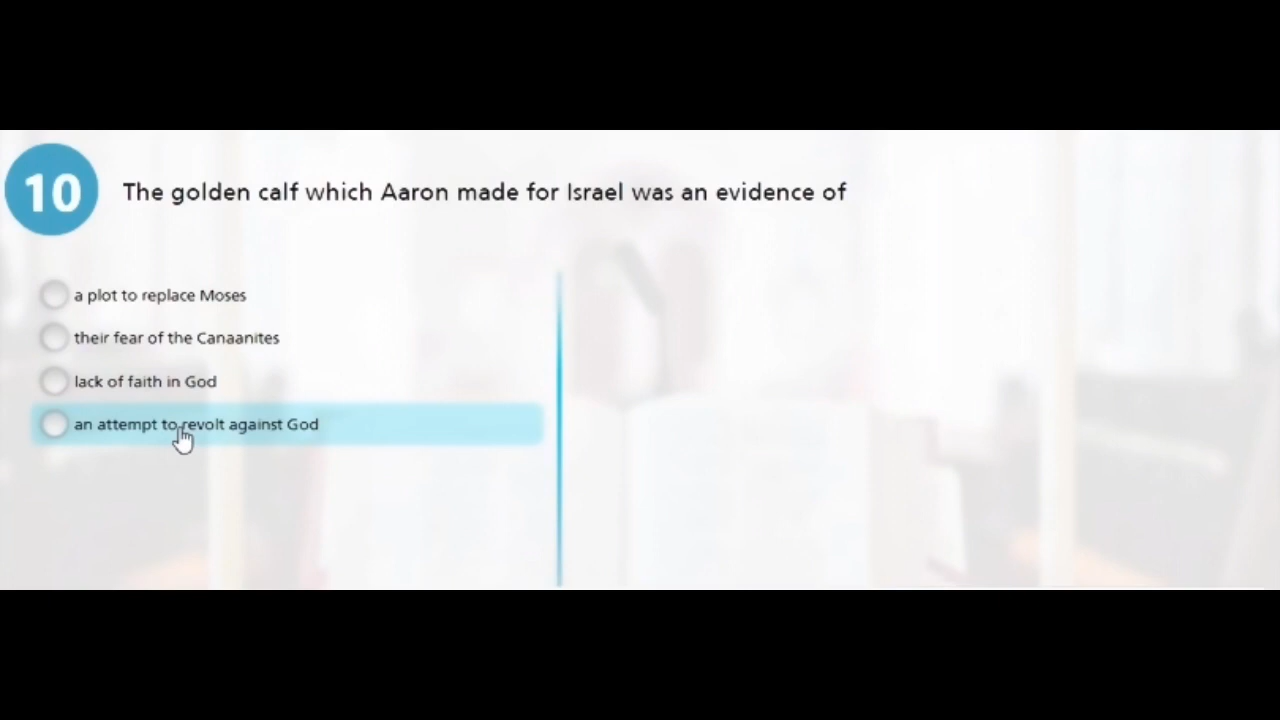 10
The golden calf which Aaron made for Israel was an evidence of
a plot to replace Moses
their fear of the Canaanites
lack of faith in God
an attempt to revolt against God